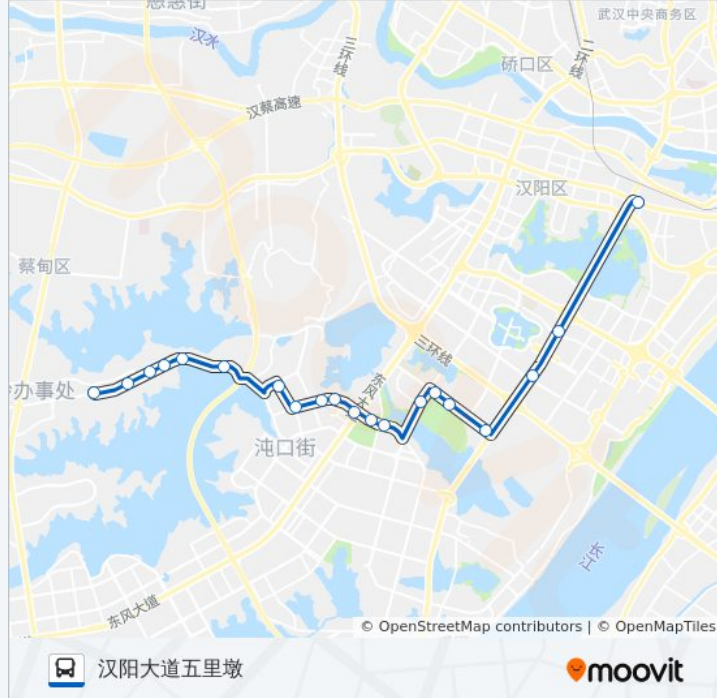 武汉中央商务区
汉水
三环线
二环线
硚口区
汉蔡高速
汉阳区
蔡甸区
三环线
办事处
东风大道
沌口街
长江
东风大道
© OpenStreetMap contributors | © OpenMapTiles
汉阳大道五里墩
moovit